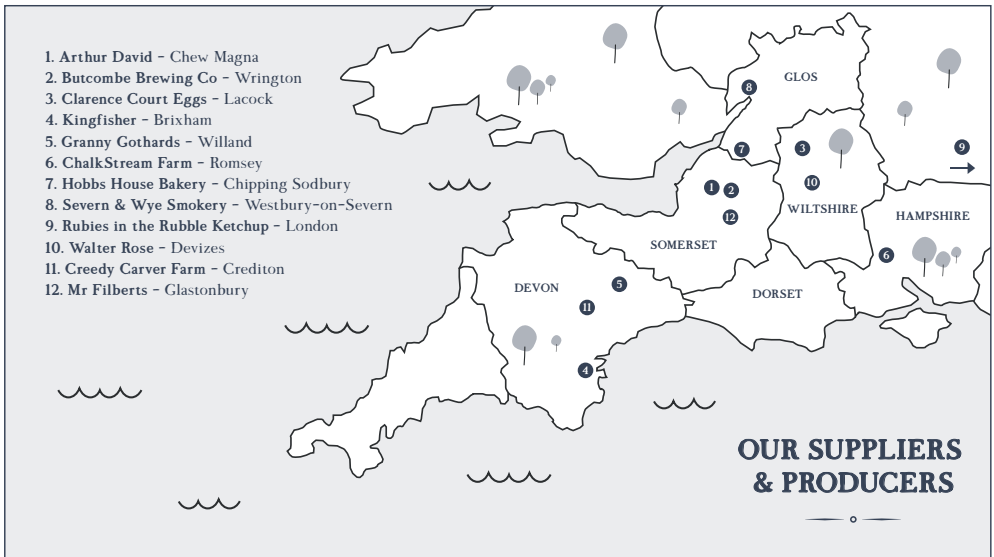 1. Arthur David – Chew Magna
2. Butcombe Brewing Co – Wrington
3. Clarence Court Eggs – Lacock
4. Kingfisher – Brixham
5. Granny Gothards – Willand
6. ChalkStream Farm – Romsey
7. Hobbs House Bakery – Chipping Sodbury
8. Severn & Wye Smokery – Westbury-on-Severn
9. Rubies in the Rubble Ketchup – London
10. Walter Rose – Devizes
11. Creedy Carver Farm – Crediton
12. Mr Filberts – Glastonbury
GLOS
8
7
3
9
10
1
2
12
WILTSHIRE
HAMPSHIRE
SOMERSET
6
DEVON
5
DORSET
11
4
OUR SUPPLIERS
& PRODUCERS